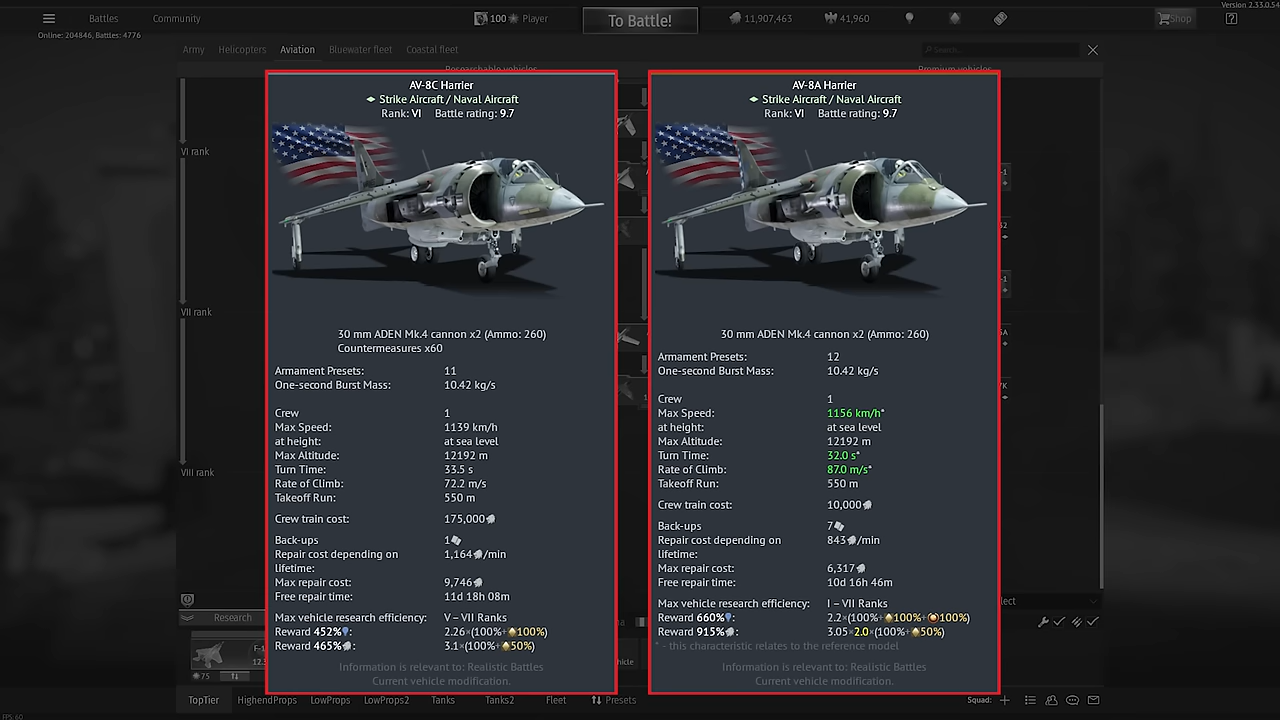 Version 2.33.0.54
Battles
Community
100 Player
To Battle!
11,907,463
41,960
Shop
Online: 204846, Battles: 4776
Army
Helicopters
Aviation
Bluewater fleet
Coastal fleet
Search...
Researchable vehicles
Premium vehicles
VI rank
VII rank
VIII rank
AV-8C Harrier
Strike Aircraft / Naval Aircraft
Rank: VI Battle rating: 9.7
30 mm ADEN Mk.4 cannon x2 (Ammo: 260)
Countermeasures x60
Armament Presets: 11
One-second Burst Mass: 10.42 kg/s
Crew 1
Max Speed: 1139 km/h
at height: at sea level
Max Altitude: 12192 m
Turn Time: 33.5 s
Rate of Climb: 72.2 m/s
Takeoff Run: 550 m
Crew train cost: 175,000
Back-ups 1
Repair cost depending on 1,164/min
lifetime:
Max repair cost: 9,746
Free repair time: 11d 18h 08m
Max vehicle research efficiency: V – VII Ranks
Reward 452%: 2.26×(100%+100%)
Reward 465%: 3.1×(100%+50%)
Information is relevant to: Realistic Battles
Current vehicle modification.
AV-8A Harrier
Strike Aircraft / Naval Aircraft
Rank: VI Battle rating: 9.7
30 mm ADEN Mk.4 cannon x2 (Ammo: 260)
Armament Presets: 12
One-second Burst Mass: 10.42 kg/s
Crew 1
Max Speed: 1156 km/h*
at height: at sea level
Max Altitude: 12192 m
Turn Time: 32.0 s*
Rate of Climb: 87.0 m/s*
Takeoff Run: 550 m
Crew train cost: 10,000
Back-ups 7
Repair cost depending on 843/min
lifetime:
Max repair cost: 6,317
Free repair time: 10d 16h 46m
Max vehicle research efficiency: I – VII Ranks
Reward 660%: 2.2×(100%+100%+100%)
Reward 915%: 3.05×2.0×(100%+50%)
* - this characteristic relates to the reference model
Information is relevant to: Realistic Battles
Current vehicle modification.
Research
75
TopTier
HighendProps
LowProps
LowProps2
Tanks
Tanks2
Fleet
Presets
Squad:
FPS: 60